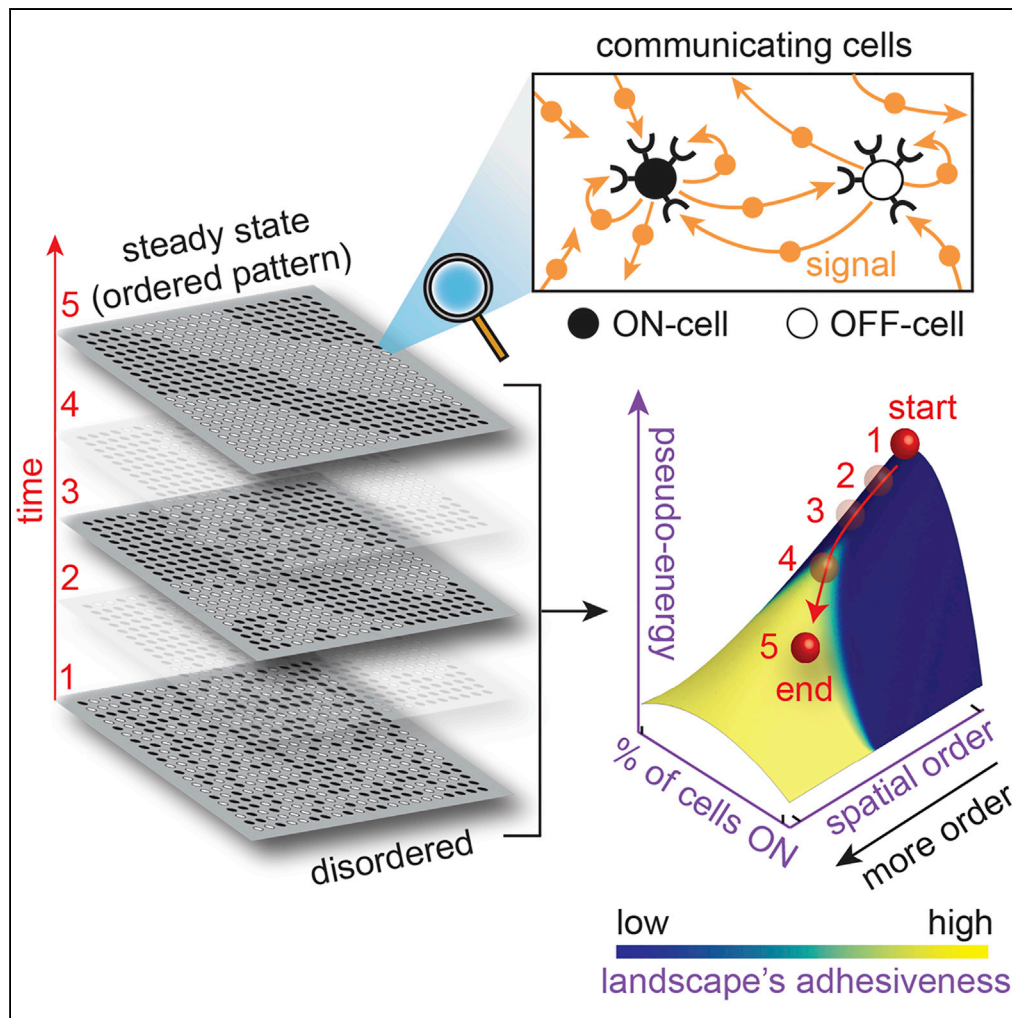 communicating cells
signal
ON-cell
OFF-cell
steady state
(ordered pattern)
time
5
4
3
2
1
disordered
pseudo-energy
start
1
2
3
4
5
end
% of cells ON
spatial order
more order
low
high
landscape's adhesiveness